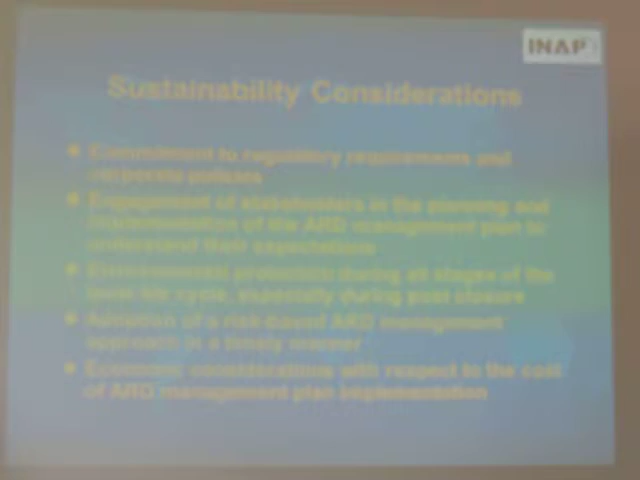 INAP
Sustainability Considerations
Commitment to regulatory requirements and
corporate policies
Engagement of stakeholders in the planning and
implementation of the ARD management plan to
understand their expectations
Environmental protection during all stages of the
cycle, especially during post closure
Adoption of a risk-based ARD management
approach in a timely manner
Economic considerations with respect to the cost
of ARD management plan implementation